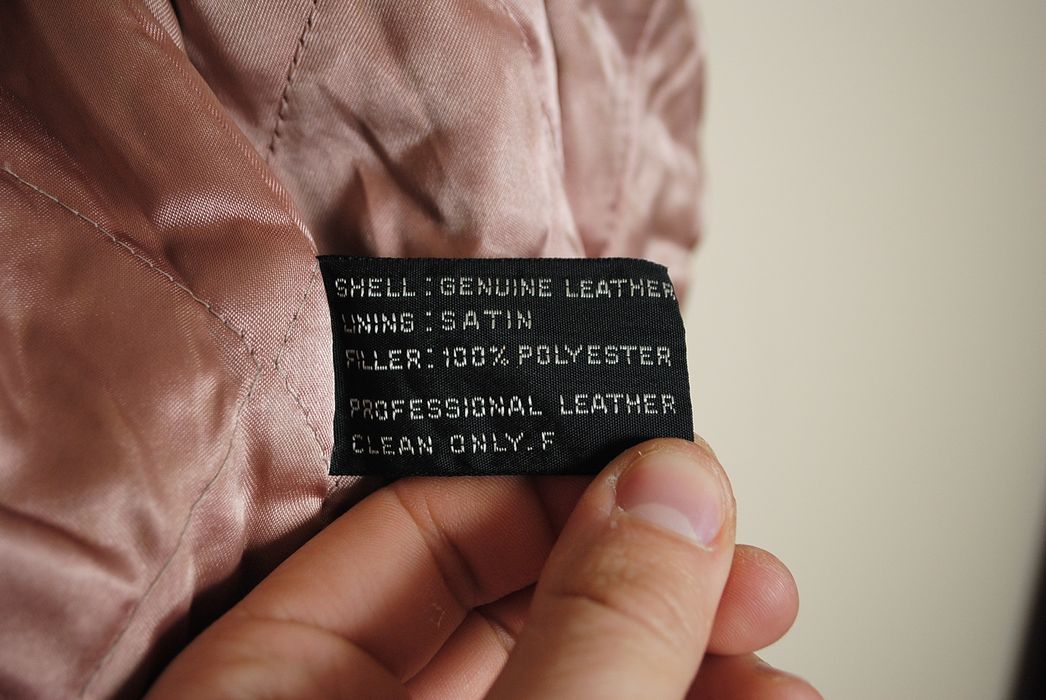 SHELL:GENUINE LEATHER
LINING:SATIN
FILLER:100% POLYESTER
PROFESSIONAL LEATHER
CLEAN ONLY.F